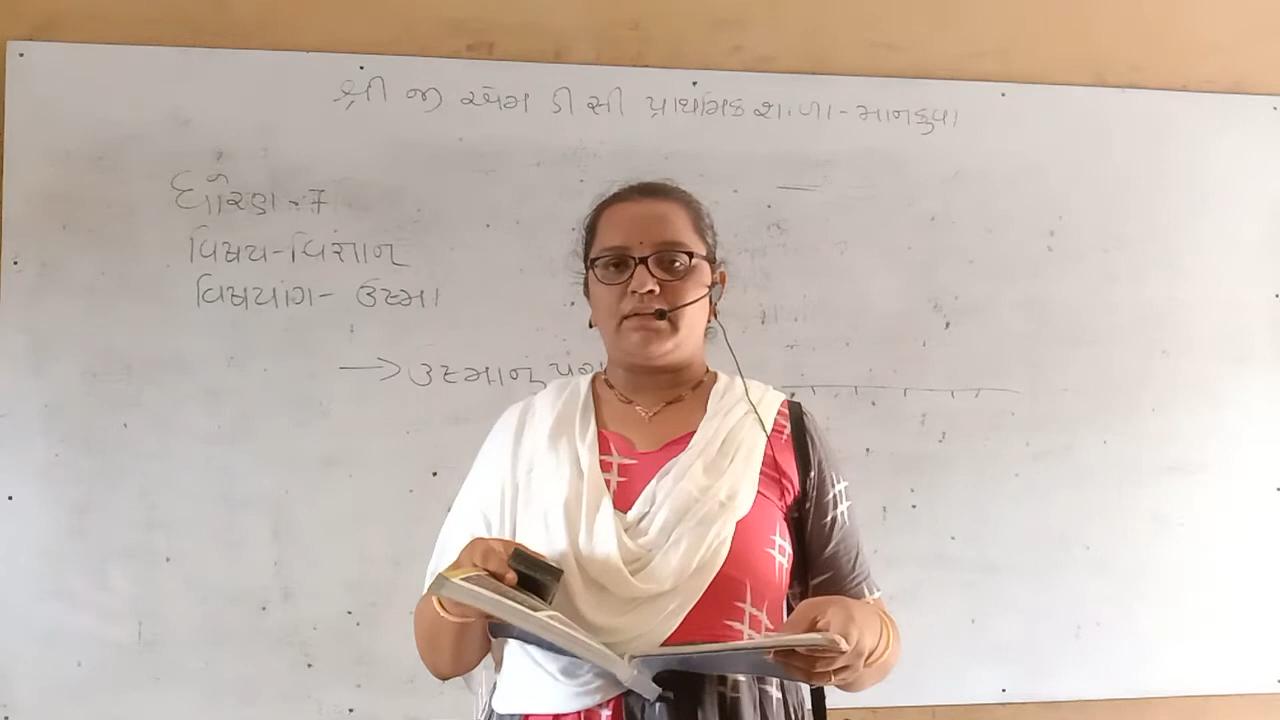 શ્રી જી એમ ડી સી પ્રાથમિક શાળા - માનકુવા
ધોરણ - 7
વિષય - વિજ્ઞાન
વિષયાંગ - ઉષ્મા
→ ઉષ્માનું